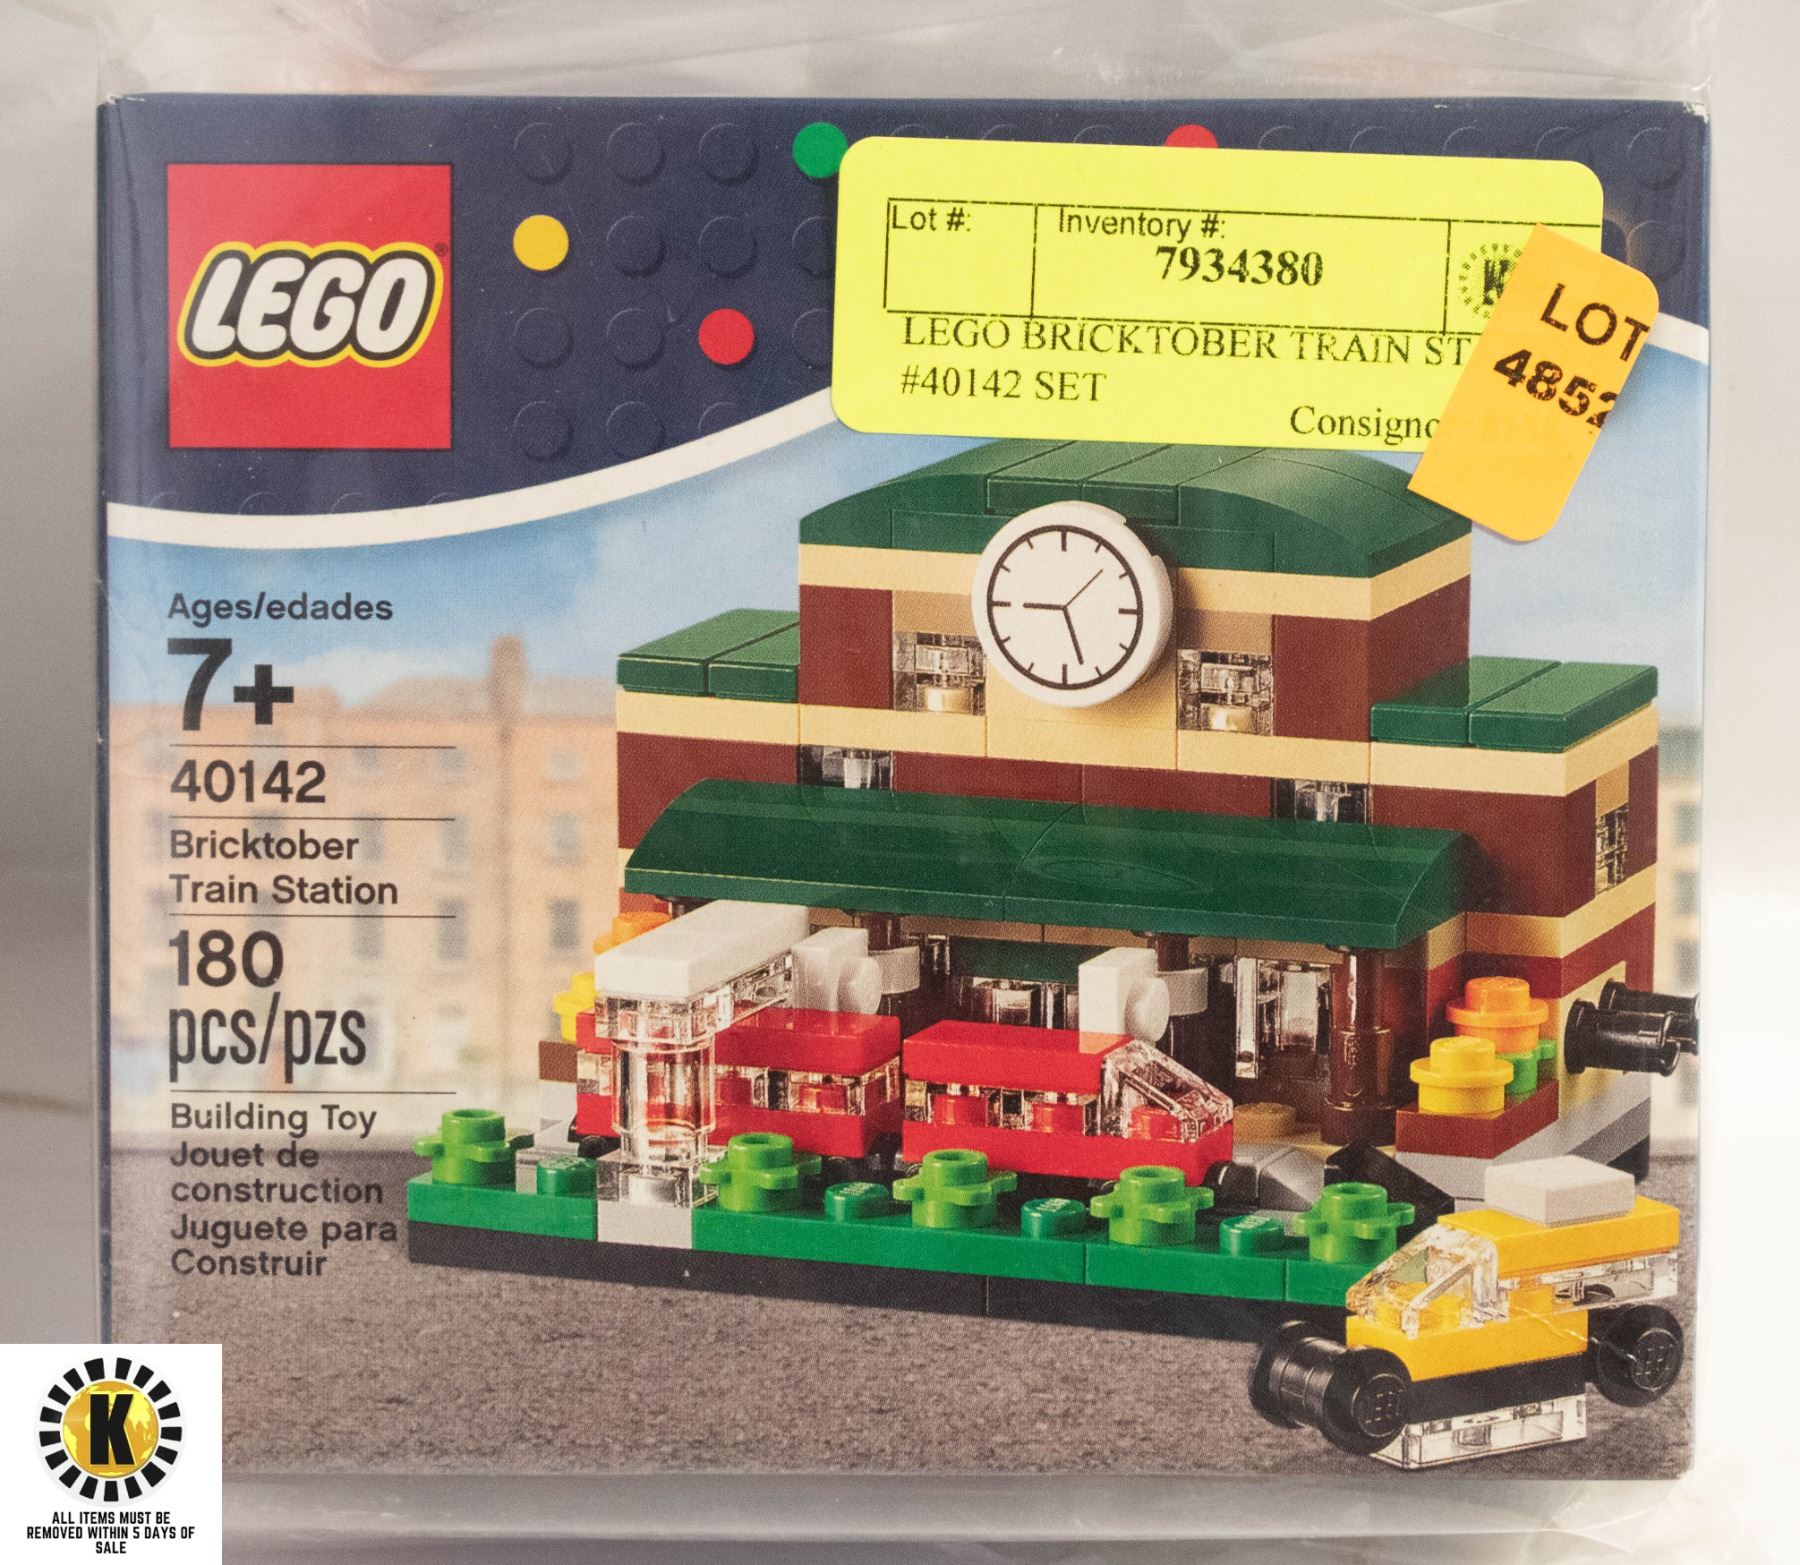 LEGO
®
Lot #:
Inventory #:
7934380
K
LEGO BRICKTOBER TRAIN ST
#40142 SET
Consigno
LOT
4852
Ages/edades
7+
40142
Bricktober
Train Station
180
pcs/pzs
Building Toy
Jouet de
construction
Juguete para
Construir
K
ALL ITEMS MUST BE
REMOVED WITHIN 5 DAYS OF
SALE